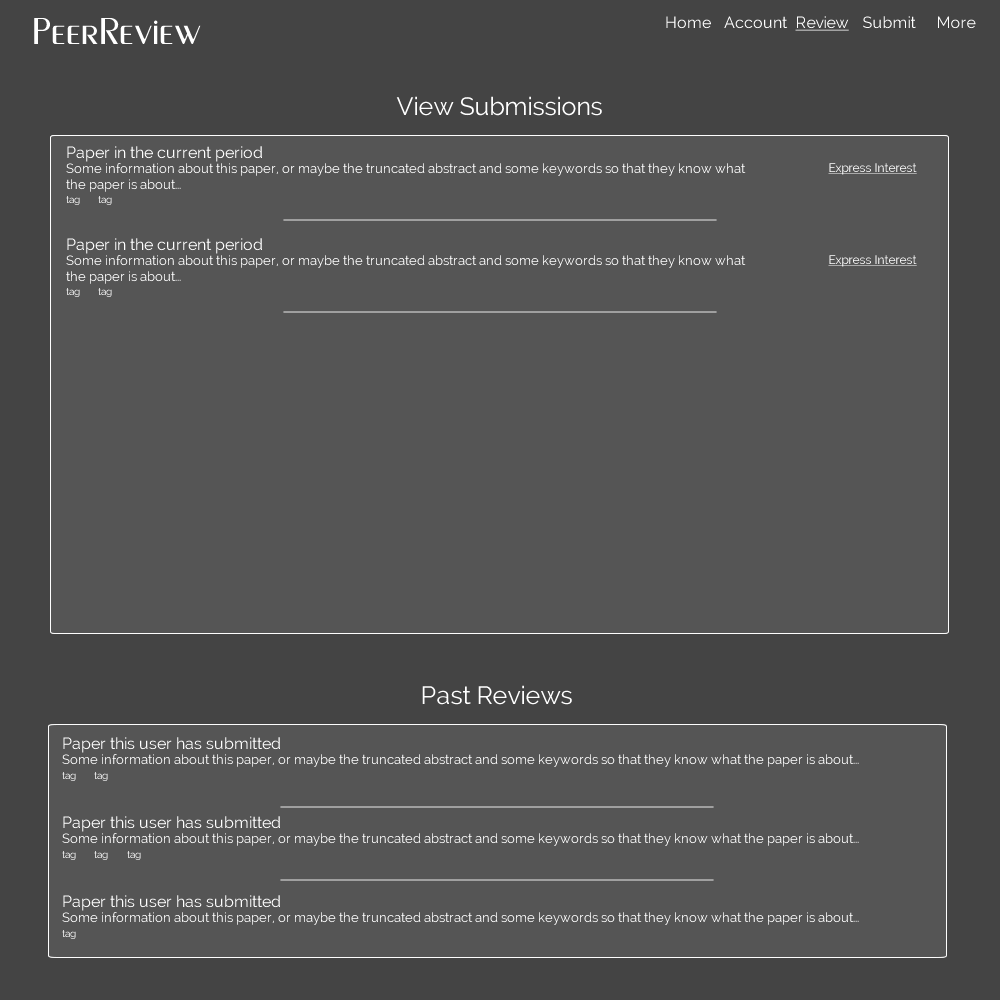 PEERREVIEW
Home Account Review Submit More
View Submissions
Paper in the current period
Some information about this paper, or maybe the truncated abstract and some keywords so that they know what
the paper is about...
Express Interest
tag tag
Paper in the current period
Some information about this paper, or maybe the truncated abstract and some keywords so that they know what
the paper is about...
Express Interest
tag tag
Past Reviews
Paper this user has submitted
Some information about this paper, or maybe the truncated abstract and some keywords so that they know what the paper is about...
tag tag
Paper this user has submitted
Some information about this paper, or maybe the truncated abstract and some keywords so that they know what the paper is about...
tag tag tag
Paper this user has submitted
Some information about this paper, or maybe the truncated abstract and some keywords so that they know what the paper is about...
tag